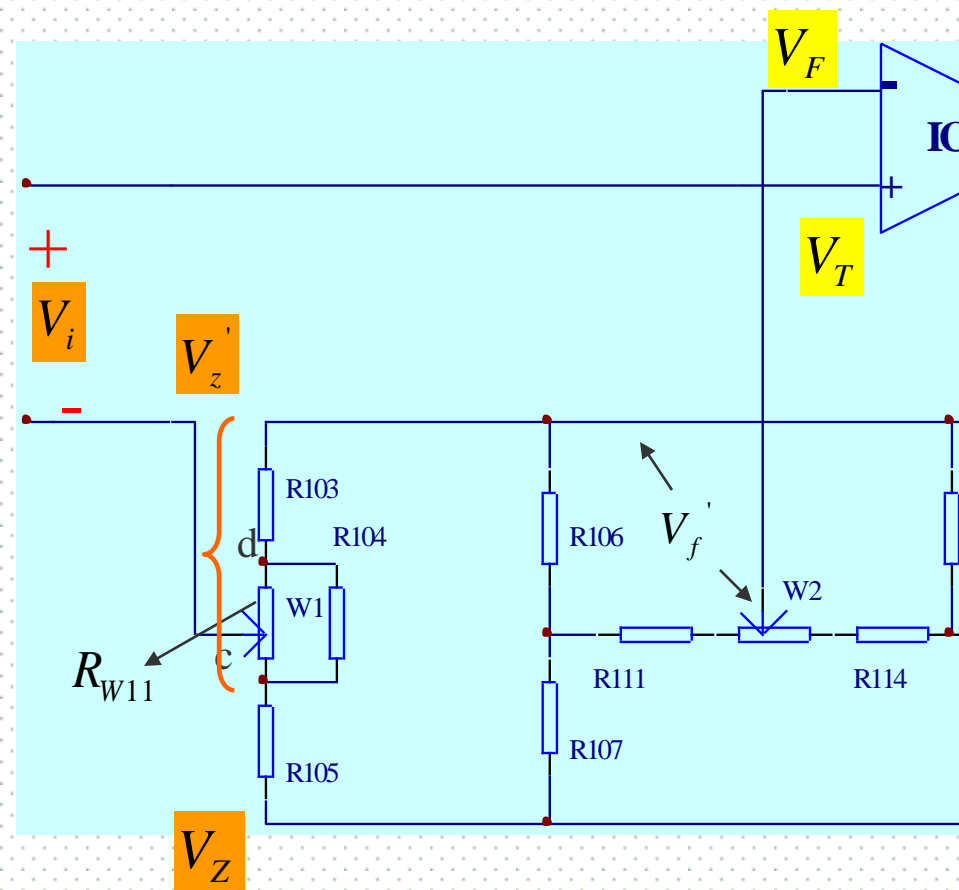 V_F
-
IC
+
V_T
+
V_i
-
V_z'
R103
d
R104
R106
V_f'
W1
W2
c
R_W11
R111
R114
R107
R105
V_Z